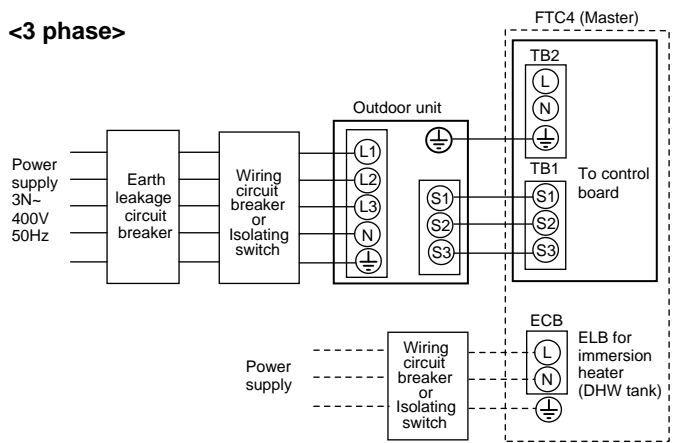 <3 phase>
FTC4 (Master)
TB2
L
N
Outdoor unit
L1
L2
L3
N
Power
supply
3N~
400V
50Hz
Earth
leakage
circuit
breaker
Wiring
circuit
breaker
or
Isolating
switch
S1
S2
S3
TB1
S1
S2
S3
To control
board
Power
supply
Wiring
circuit
breaker
or
Isolating
switch
ECB
L
N
ELB for
immersion
heater
(DHW tank)